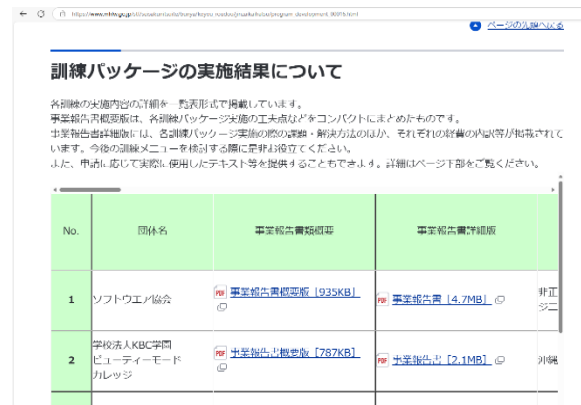 ページの先頭へ戻る
訓練パッケージの実施結果について
各訓練の実施内容の詳細を一覧表形式で掲載しています。
事業報告書概要版は、各訓練パッケージ実施の工夫点などをコンパクトにまとめたものです。
事業報告書詳細版には、各訓練パッケージ実施の際の課題・解決方法のほか、それぞれの経費の内訳等が掲載されて
います。今後の訓練メニューを検討する際に是非お役立てください。
また、申請に応じて実際に使用したテキスト等を提供することもできます。詳細はページ下部をご覧ください。
No. 団体名 事業報告書類概要 事業報告書詳細版
1 ソフトウエア協会 PDF 事業報告書概要版 [935KB] PDF 事業報告書 [4.7MB] 非正
ジニ
2 学校法人KBC学園
ビューティーモード
カレッジ PDF 事業報告書概要版 [787KB] PDF 事業報告書 [2.1MB] 沖縄